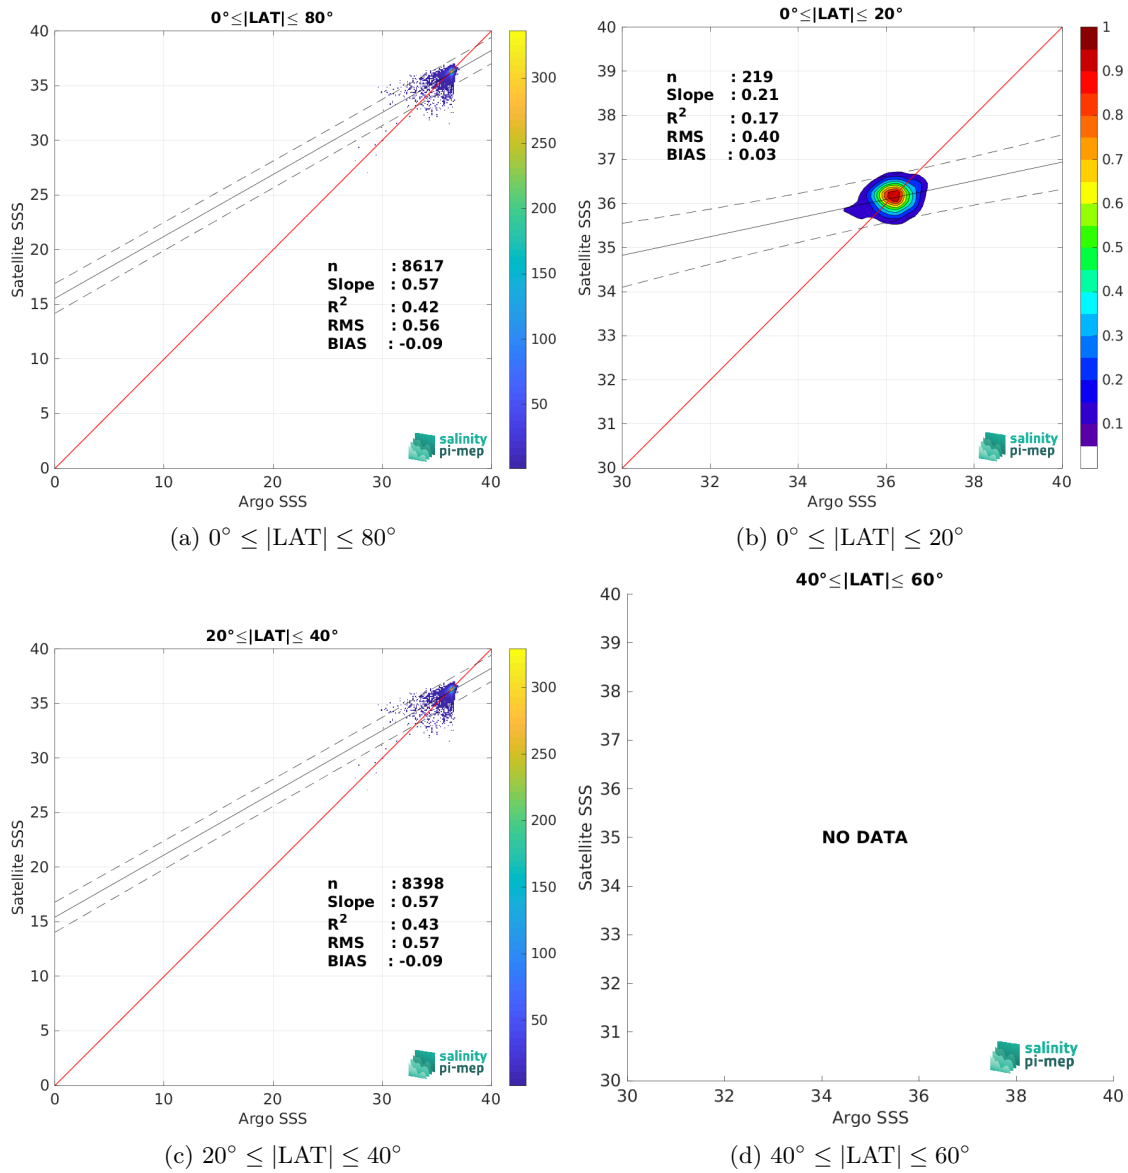 0°≤|LAT|≤ 80°
40
35
30
25
20
15
10
5
0
Satellite SSS
n : 8617
Slope : 0.57
R² : 0.42
RMS : 0.56
BIAS : -0.09
salinity
pi-mep
0 10 20 30 40
Argo SSS
300
250
200
150
100
50
(a) 0° ≤ |LAT| ≤ 80°
0°≤|LAT|≤ 20°
40
39
38
37
36
35
34
33
32
31
30
Satellite SSS
n : 219
Slope : 0.21
R² : 0.17
RMS : 0.40
BIAS : 0.03
salinity
pi-mep
30 32 34 36 38 40
Argo SSS
1
0.9
0.8
0.7
0.6
0.5
0.4
0.3
0.2
0.1
(b) 0° ≤ |LAT| ≤ 20°
20°≤|LAT|≤ 40°
40
35
30
25
20
15
10
5
0
Satellite SSS
n : 8398
Slope : 0.57
R² : 0.43
RMS : 0.57
BIAS : -0.09
salinity
pi-mep
0 10 20 30 40
Argo SSS
300
250
200
150
100
50
(c) 20° ≤ |LAT| ≤ 40°
40°≤|LAT|≤ 60°
40
39
38
37
36
35
34
33
32
31
30
Satellite SSS
NO DATA
salinity
pi-mep
30 32 34 36 38 40
Argo SSS
(d) 40° ≤ |LAT| ≤ 60°